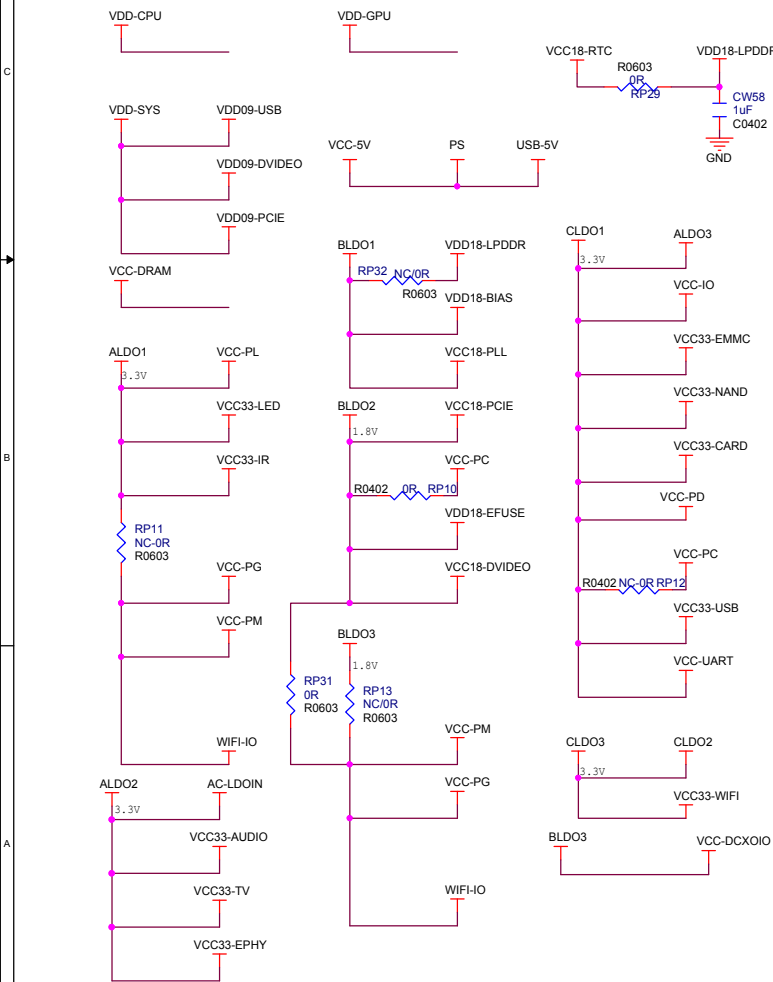 VDD-CPU
VDD-GPU
VCC18-RTC
VDD18-LPDDR
R0603
0R
RP29
CW58
1uF
C0402
GND
C
VDD-SYS
VDD09-USB
VDD09-DVIDEO
VDD09-PCIE
VCC-5V
PS
USB-5V
VCC-DRAM
BLDO1
VDD18-LPDDR
RP32
NC/0R
R0603
VDD18-BIAS
VCC18-PLL
CLDO1
ALDO3
3.3V
VCC-IO
VCC33-EMMC
VCC33-NAND
VCC33-CARD
VCC-PD
VCC-PC
R0402
NC-0R
RP12
VCC33-USB
VCC-UART
ALDO1
VCC-PL
3.3V
VCC33-LED
VCC33-IR
B
RP11
NC-0R
R0603
VCC-PG
VCC-PM
WIFI-IO
BLDO2
VCC18-PCIE
1.8V
VCC-PC
R0402
0R
RP10
VDD18-EFUSE
VCC18-DVIDEO
BLDO3
1.8V
RP31
0R
R0603
RP13
NC/0R
R0603
VCC-PM
VCC-PG
WIFI-IO
CLDO3
CLDO2
3.3V
VCC33-WIFI
BLDO3
VCC-DCXOIO
ALDO2
AC-LDOIN
3.3V
VCC33-AUDIO
VCC33-TV
VCC33-EPHY
A